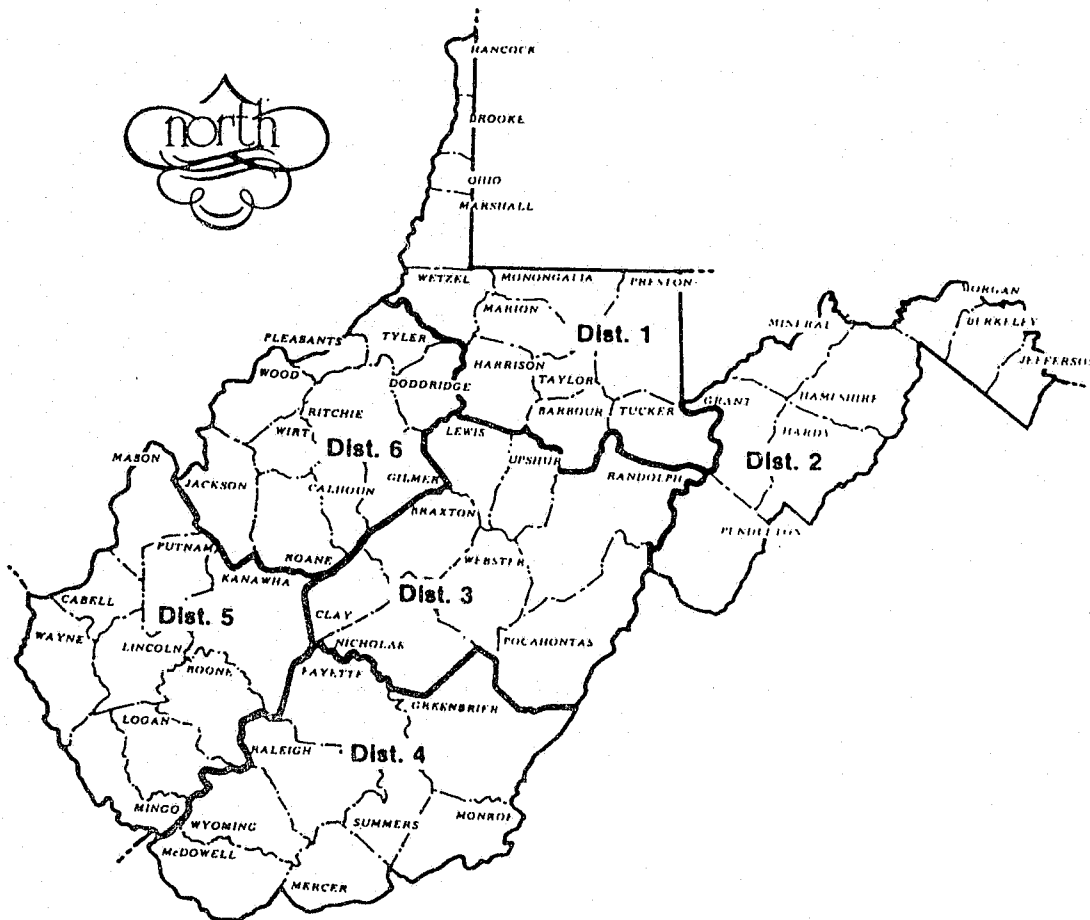 HANCOCK
north
BROOKE
OHIO
MARSHALL
WETZEL
MONONGALIA
PRESTON
MARION
MORGAN
BERKELEY
MINERAL
JEFFERSON
PLEASANTS
TYLER
Dist. 1
HARRISON
TAYLOR
WOOD
DODDRIDGE
BARBOUR
TUCKER
GRANT
HAMPSHIRE
RITCHIE
WIRT
LEWIS
HARDY
Dist. 6
MASON
UPSHUR
Dist. 2
JACKSON
CALHOUN
GILMER
RANDOLPH
BRAXTON
PENDLETON
PUTNAM
ROANE
WEBSTER
KANAWHA
CABELL
Dist. 5
CLAY
Dist. 3
WAYNE
LINCOLN
NICHOLAS
POCAHONTAS
BOONE
FAYETTE
GREENBRIER
LOGAN
RALEIGH
Dist. 4
MINGO
WYOMING
SUMMERS
MONROE
McDOWELL
MERCER